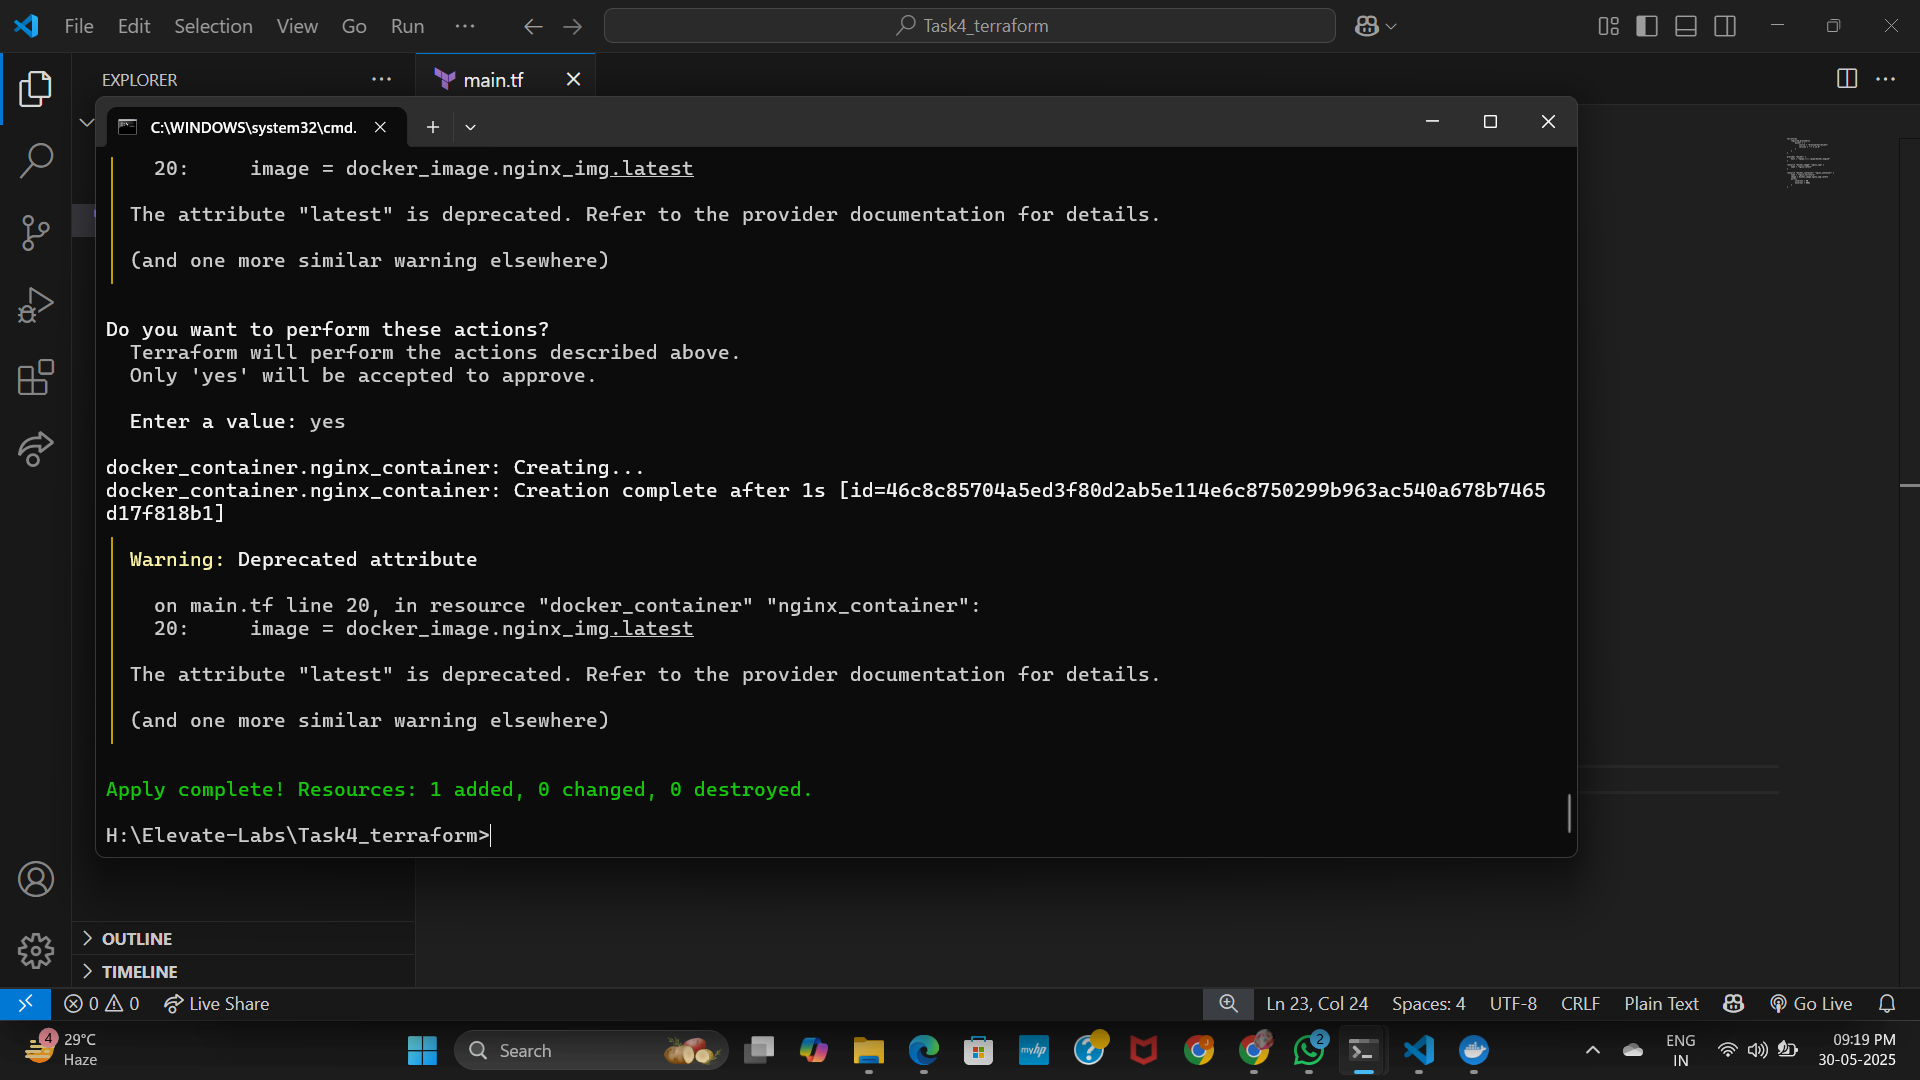 File Edit Selection View Go Run ···
Task4_terraform
EXPLORER ···
main.tf
C:\WINDOWS\system32\cmd.
20:     image = docker_image.nginx_img.latest
The attribute "latest" is deprecated. Refer to the provider documentation for details.
(and one more similar warning elsewhere)
Do you want to perform these actions?
Terraform will perform the actions described above.
Only 'yes' will be accepted to approve.
Enter a value: yes
docker_container.nginx_container: Creating...
docker_container.nginx_container: Creation complete after 1s [id=46c8c85704a5ed3f80d2ab5e114e6c8750299b963ac540a678b7465
d17f818b1]
Warning: Deprecated attribute
on main.tf line 20, in resource "docker_container" "nginx_container":
20:     image = docker_image.nginx_img.latest
The attribute "latest" is deprecated. Refer to the provider documentation for details.
(and one more similar warning elsewhere)
Apply complete! Resources: 1 added, 0 changed, 0 destroyed.
H:\Elevate-Labs\Task4_terraform>
OUTLINE
TIMELINE
0 0 Live Share
Ln 23, Col 24 Spaces: 4 UTF-8 CRLF Plain Text Go Live
4 29°C
Haze
Search
myhp
2
ENG
IN
09:19 PM
30-05-2025